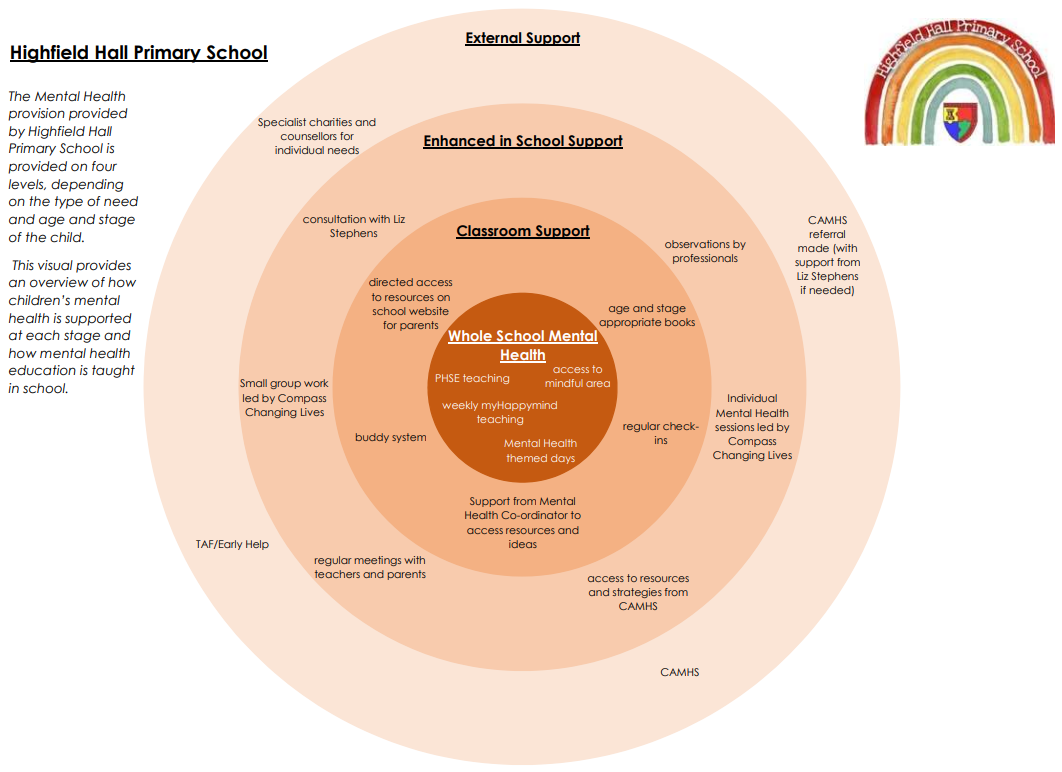 Highfield Hall Primary School
The Mental Health
provision provided
by Highfield Hall
Primary School is
provided on four
levels, depending
on the type of need
and age and stage
of the child.
This visual provides
an overview of how
children's mental
health is supported
at each stage and
how mental health
education is taught
in school.
Highfield Hall Primary School
External Support
Specialist charities and
counsellors for
individual needs
CAMHS
referral
made (with
support from
Liz Stephens
if needed)
TAF/Early Help
CAMHS
Enhanced in School Support
consultation with Liz
Stephens
observations by
professionals
Small group work
led by Compass
Changing Lives
Individual
Mental Health
sessions led by
Compass
Changing Lives
regular meetings with
teachers and parents
access to resources
and strategies from
CAMHS
Classroom Support
directed access
to resources on
school website
for parents
age and stage
appropriate books
buddy system
regular check-
ins
Support from Mental
Health Co-ordinator to
access resources and
ideas
Whole School Mental
Health
PHSE teaching
access to
mindful area
weekly myHappymind
teaching
Mental Health
themed days